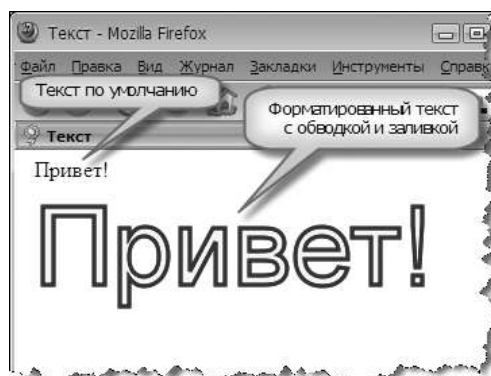 Текст - Mozilla Firefox
Файл Правка Вид Журнал Закладки Инструменты Справк
Текст по умолчанию
Форматированный текст
с обводкой и заливкой
Текст
Привет!
Привет!